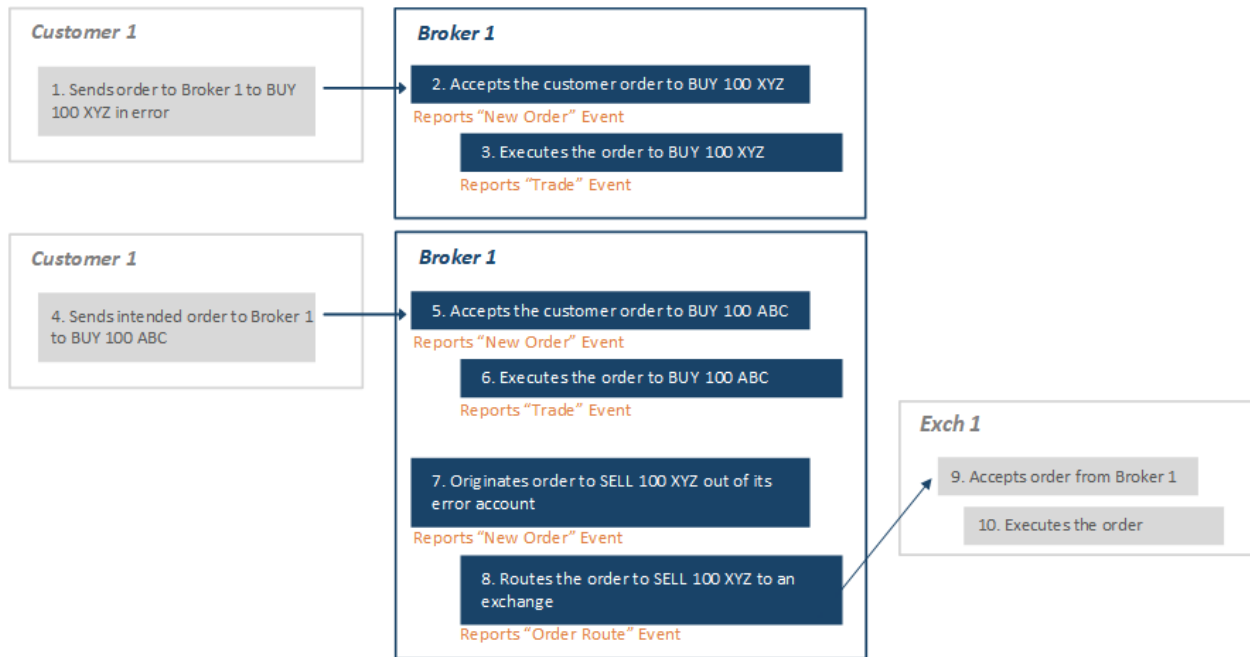 Customer 1
1. Sends order to Broker 1 to BUY
100 XYZ in error
Broker 1
2. Accepts the customer order to BUY 100 XYZ
Reports “New Order” Event
3. Executes the order to BUY 100 XYZ
Reports “Trade” Event
Customer 1
4. Sends intended order to Broker 1
to BUY 100 ABC
Broker 1
5. Accepts the customer order to BUY 100 ABC
Reports “New Order” Event
6. Executes the order to BUY 100 ABC
Reports “Trade” Event
7. Originates order to SELL 100 XYZ out of its
error account
Reports “New Order” Event
8. Routes the order to SELL 100 XYZ to an
exchange
Reports “Order Route” Event
Exch 1
9. Accepts order from Broker 1
10. Executes the order